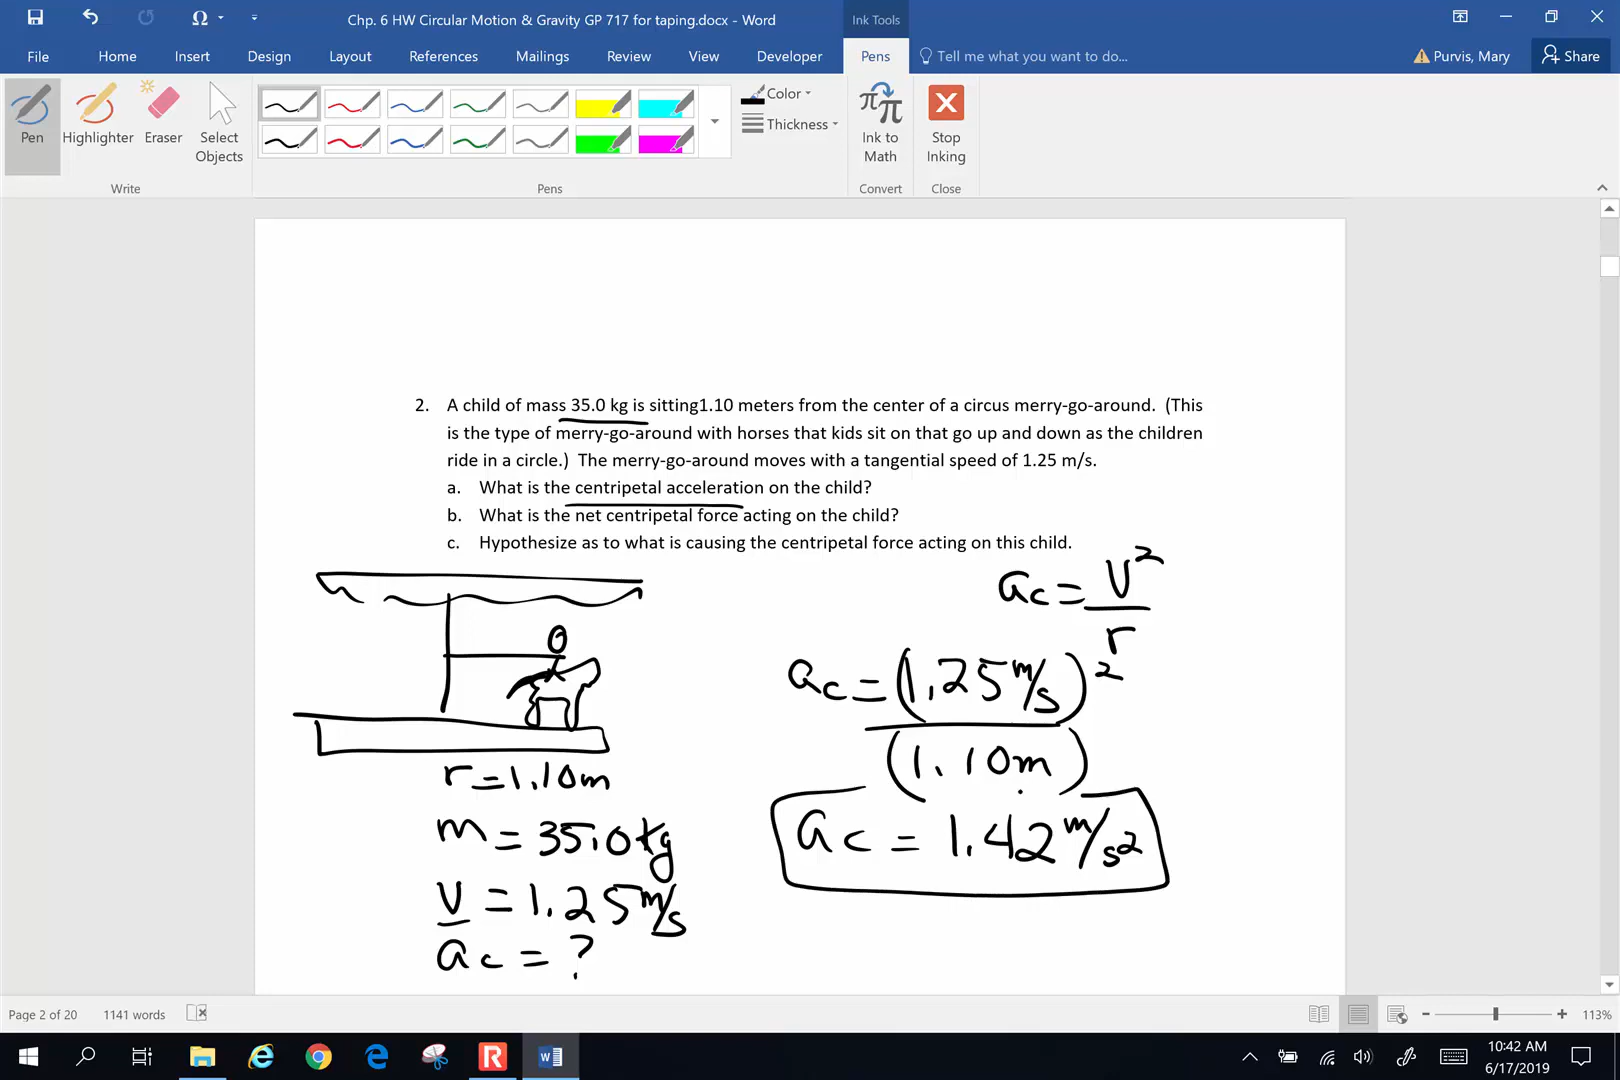 Chp. 6 HW Circular Motion & Gravity GP 717 for taping.docx - Word
Ink Tools
File Home Insert Design Layout References Mailings Review View Developer Pens Tell me what you want to do... Purvis, Mary Share
Pen Highlighter Eraser Select Objects
Color
Thickness
Ink to Math
Stop Inking
Write Pens Convert Close
2. A child of mass 35.0 kg is sitting1.10 meters from the center of a circus merry-go-around. (This
is the type of merry-go-around with horses that kids sit on that go up and down as the children
ride in a circle.) The merry-go-around moves with a tangential speed of 1.25 m/s.
a. What is the centripetal acceleration on the child?
b. What is the net centripetal force acting on the child?
c. Hypothesize as to what is causing the centripetal force acting on this child.
ac = v²/r
ac = (1.25 m/s)²/(1.10m)
ac = 1.42 m/s²
r = 1.10m
m = 35.0 kg
v = 1.25 m/s
ac = ?
Page 2 of 20 1141 words 113%
10:42 AM
6/17/2019